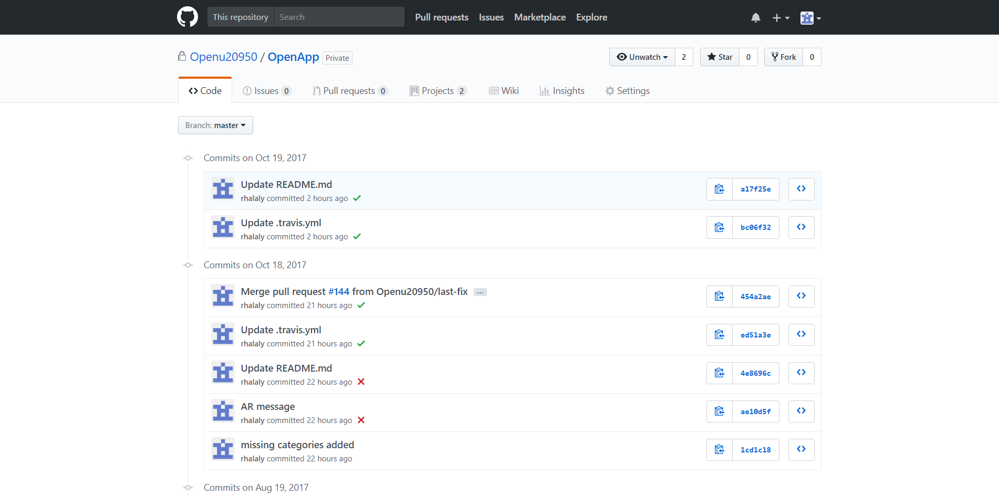 This repository Search Pull requests Issues Marketplace Explore
Openu20950 / OpenApp Private Unwatch 2 Star 0 Fork 0
Code Issues 0 Pull requests 0 Projects 2 Wiki Insights Settings
Branch: master
Commits on Oct 19, 2017
Update README.md
rhalaly committed 2 hours ago
a17f25e
Update .travis.yml
rhalaly committed 2 hours ago
bc06f32
Commits on Oct 18, 2017
Merge pull request #144 from Openu20950/last-fix ...
rhalaly committed 21 hours ago
454a2ae
Update .travis.yml
rhalaly committed 21 hours ago
ed51a3e
Update README.md
rhalaly committed 22 hours ago
4e8696c
AR message
rhalaly committed 22 hours ago
ae10d5f
missing categories added
rhalaly committed 22 hours ago
1cd1c18
Commits on Aug 19, 2017